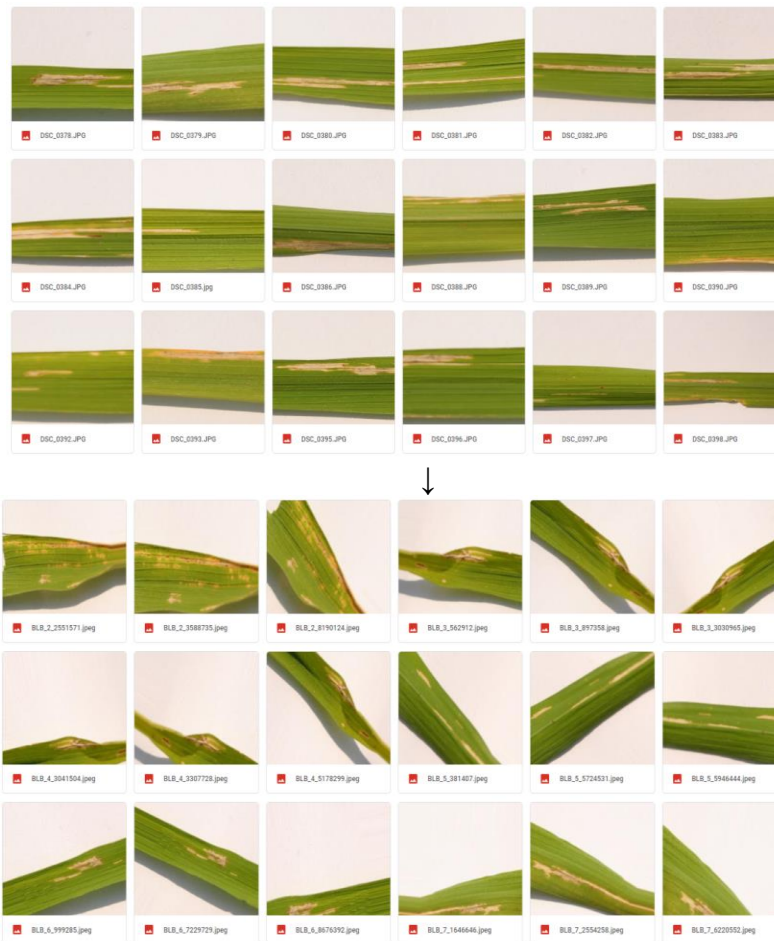 DSC_0378.JPG DSC_0379.JPG DSC_0380.JPG DSC_0381.JPG DSC_0382.JPG DSC_0383.JPG
DSC_0384.JPG DSC_0385.jpg DSC_0386.JPG DSC_0388.JPG DSC_0389.JPG DSC_0390.JPG
DSC_0392.JPG DSC_0393.JPG DSC_0395.JPG DSC_0396.JPG DSC_0397.JPG DSC_0398.JPG
BLB_2_2551571.jpeg BLB_2_3588735.jpeg BLB_2_8190124.jpeg BLB_3_562912.jpeg BLB_3_897358.jpeg BLB_3_3030965.jpeg
BLB_4_3041504.jpeg BLB_4_3307728.jpeg BLB_4_5178299.jpeg BLB_5_381407.jpeg BLB_5_5724531.jpeg BLB_5_5946444.jpeg
BLB_6_999285.jpeg BLB_6_7229729.jpeg BLB_6_8676392.jpeg BLB_7_1646646.jpeg BLB_7_2554258.jpeg BLB_7_6220552.jpeg